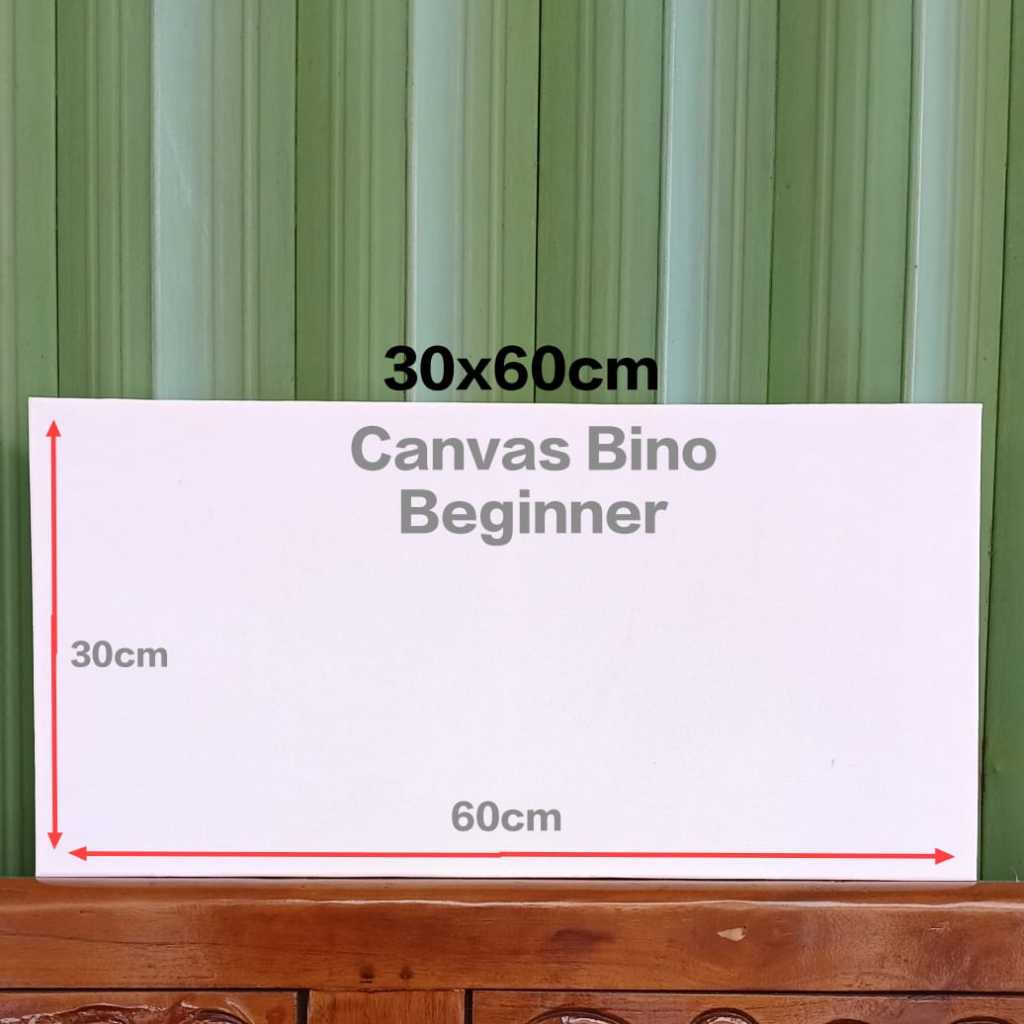 30x60cm
Canvas Bino
Beginner
30cm
60cm